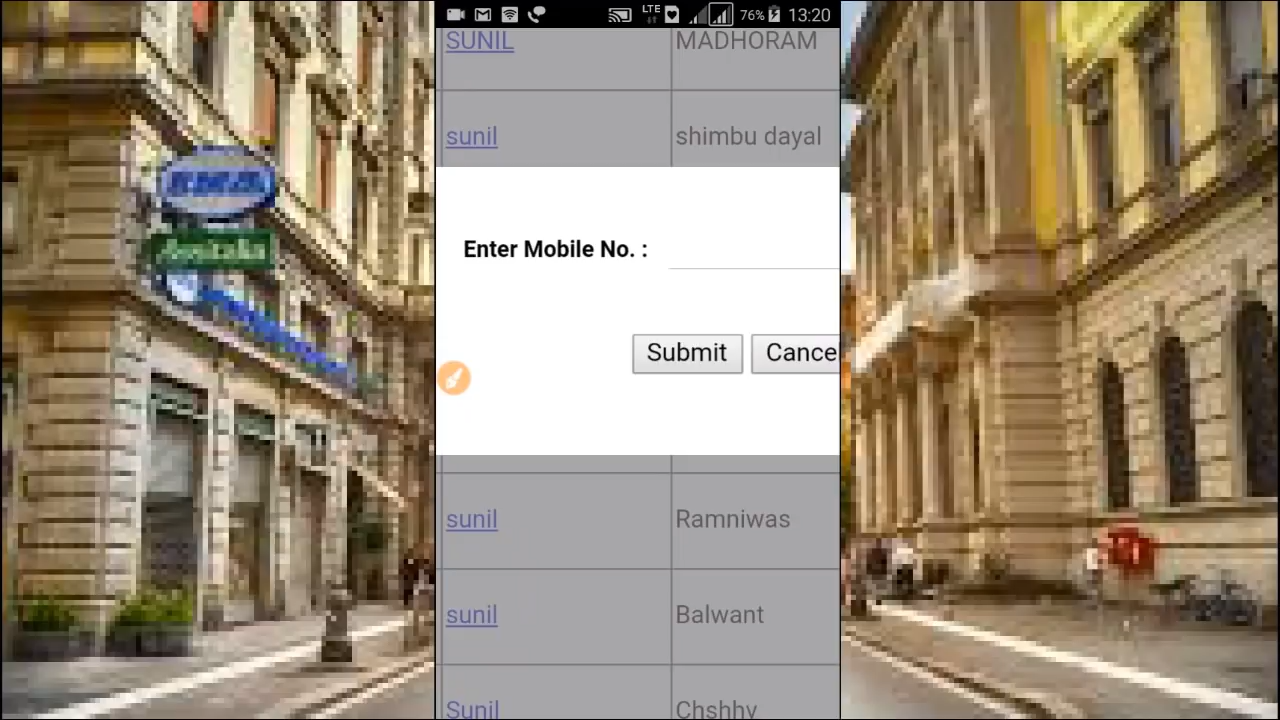 LTE 76% 13:20
SUNIL MADHORAM
sunil shimbu dayal
Enter Mobile No. :
Submit Cance
sunil Ramniwas
sunil Balwant
Sunil Chshhv